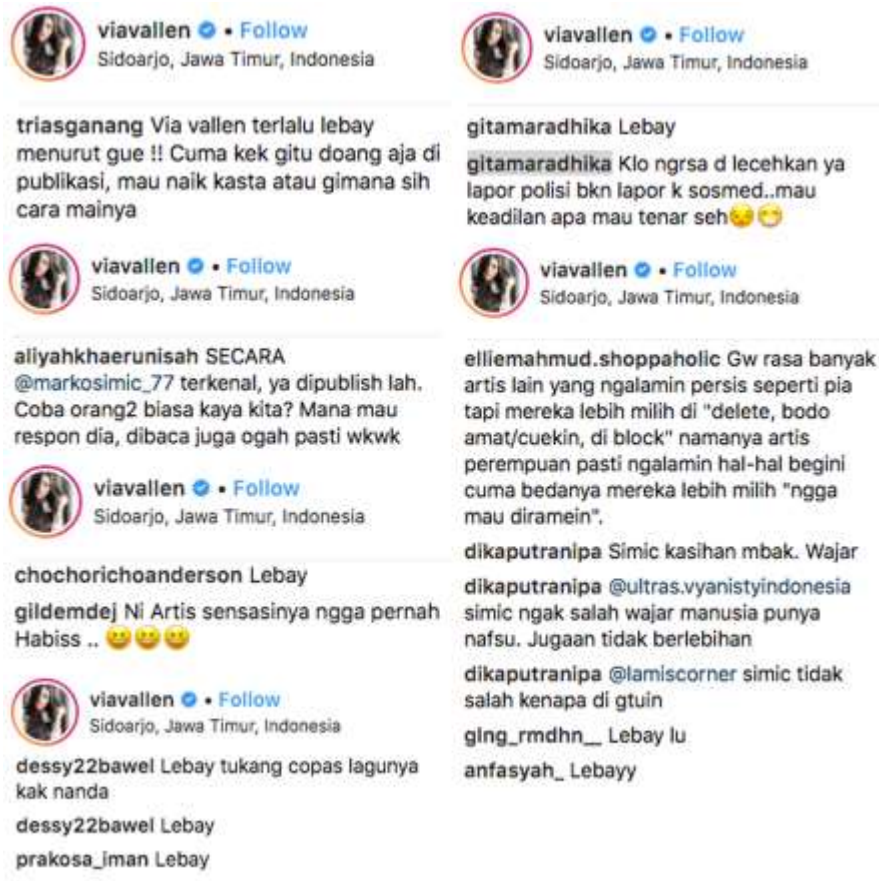 viavallen • Follow
Sidoarjo, Jawa Timur, Indonesia
triasganang Via vallen terlalu lebay
menurut gue !! Cuma kek gitu doang aja di
publikasi, mau naik kasta atau gimana sih
cara mainya
viavallen • Follow
Sidoarjo, Jawa Timur, Indonesia
aliyahkhaerunisah SECARA
@markosimic_77 terkenal, ya dipublish lah.
Coba orang2 biasa kaya kita? Mana mau
respon dia, dibaca juga ogah pasti wkwk
viavallen • Follow
Sidoarjo, Jawa Timur, Indonesia
chochorichoanderson Lebay
gildemdej Ni Artis sensasinya ngga pernah
Habiss .. 😀😀😀
viavallen • Follow
Sidoarjo, Jawa Timur, Indonesia
dessy22bawel Lebay tukang copas lagunya
kak nanda
dessy22bawel Lebay
prakosa_iman Lebay
viavallen • Follow
Sidoarjo, Jawa Timur, Indonesia
gitamaradhika Lebay
gitamaradhika Klo ngrsa d lecehkan ya
lapor polisi bkn lapor k sosmed..mau
keadilan apa mau tenar seh😣😁
viavallen • Follow
Sidoarjo, Jawa Timur, Indonesia
elliemahmud.shoppaholic Gw rasa banyak
artis lain yang ngalamin persis seperti pia
tapi mereka lebih milih di "delete, bodo
amat/cuekin, di block" namanya artis
perempuan pasti ngalamin hal-hal begini
cuma bedanya mereka lebih milih "ngga
mau diramein".
dikaputranipa Simic kasihan mbak. Wajar
dikaputranipa @ultras.vyanistyindonesia
simic ngak salah wajar manusia punya
nafsu. Jugaan tidak berlebihan
dikaputranipa @lamiscorner simic tidak
salah kenapa di gtuin
glng_rmdhn__ Lebay lu
anfasyah_ Lebayy